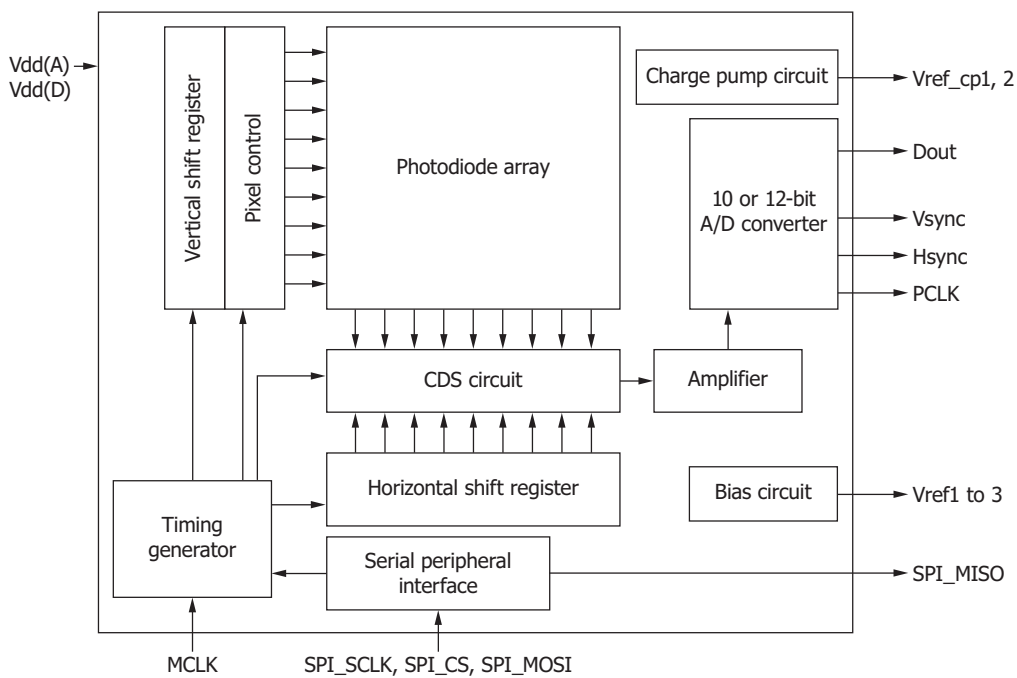 Vdd(A)
Vdd(D)
Vertical shift register
Pixel control
Photodiode array
Charge pump circuit
Vref_cp1, 2
10 or 12-bit
A/D converter
Dout
Vsync
Hsync
PCLK
CDS circuit
Amplifier
Horizontal shift register
Bias circuit
Vref1 to 3
Timing
generator
Serial peripheral
interface
SPI_MISO
MCLK
SPI_SCLK, SPI_CS, SPI_MOSI